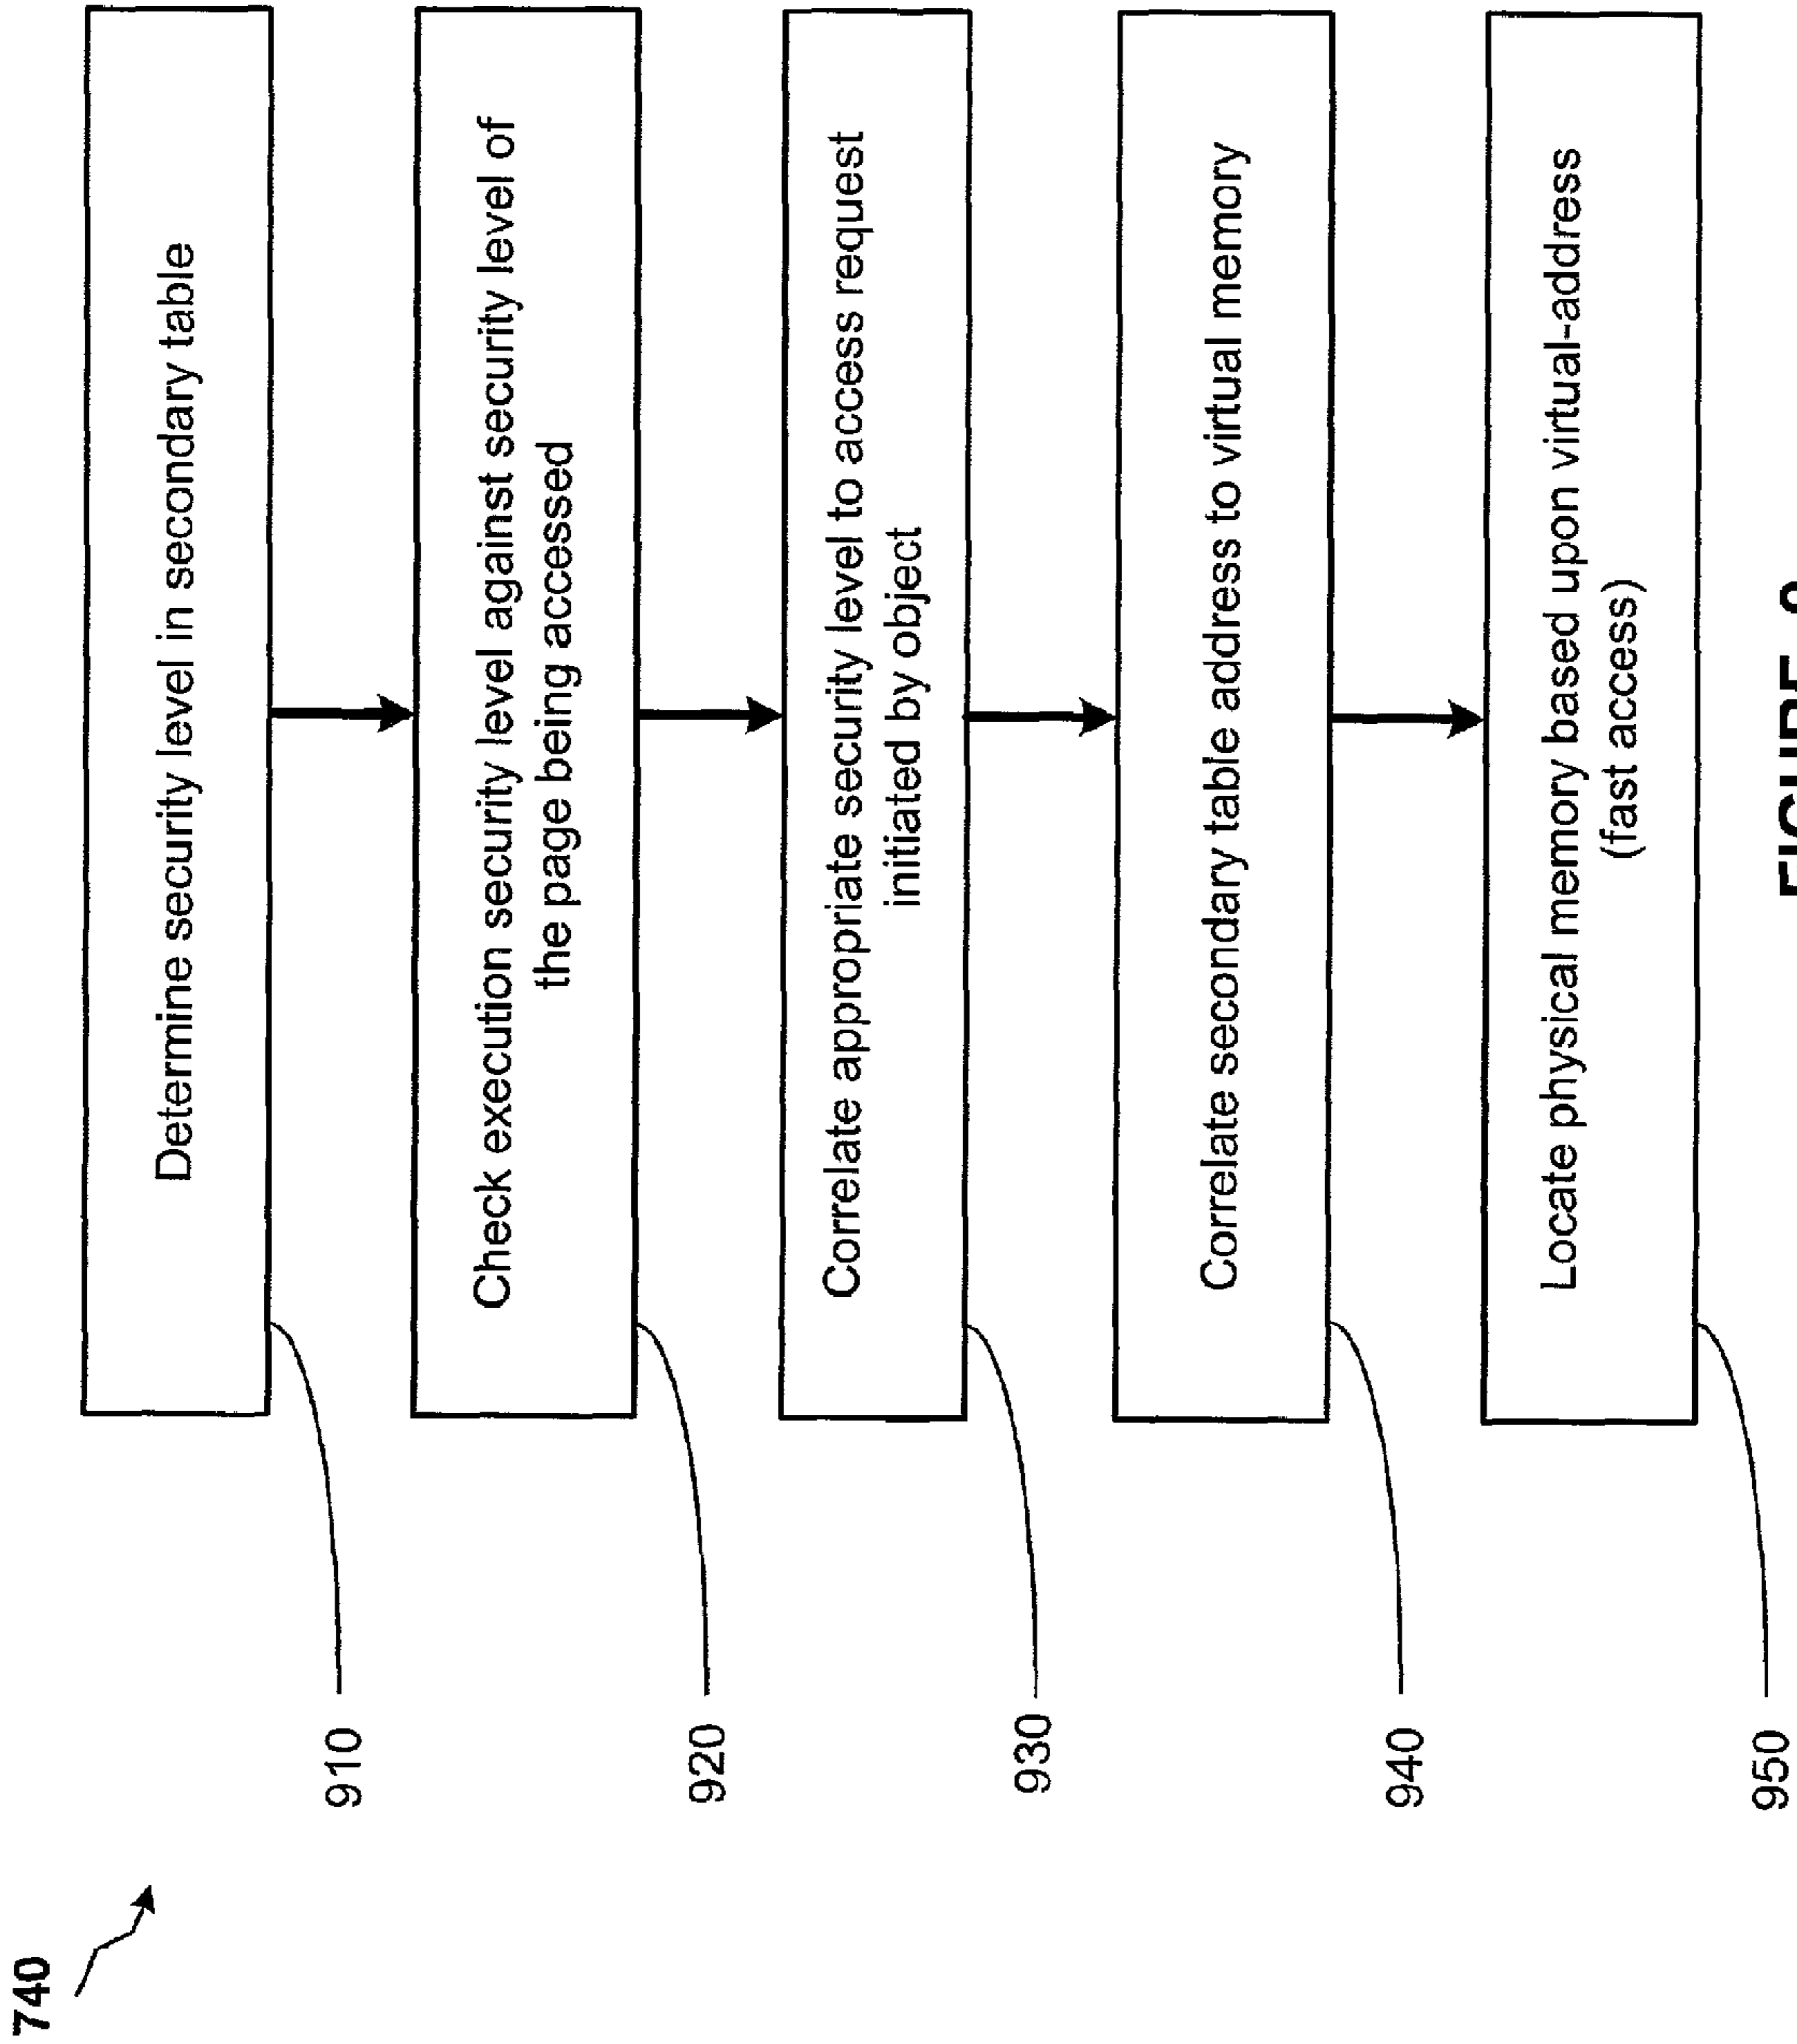 740
910
Determine security level in secondary table
920
Check execution security level against security level of
the page being accessed
930
Correlate appropriate security level to access request
initiated by object
940
Correlate secondary table address to virtual memory
950
Locate physical memory based upon virtual-address
(fast access)
FIGURE